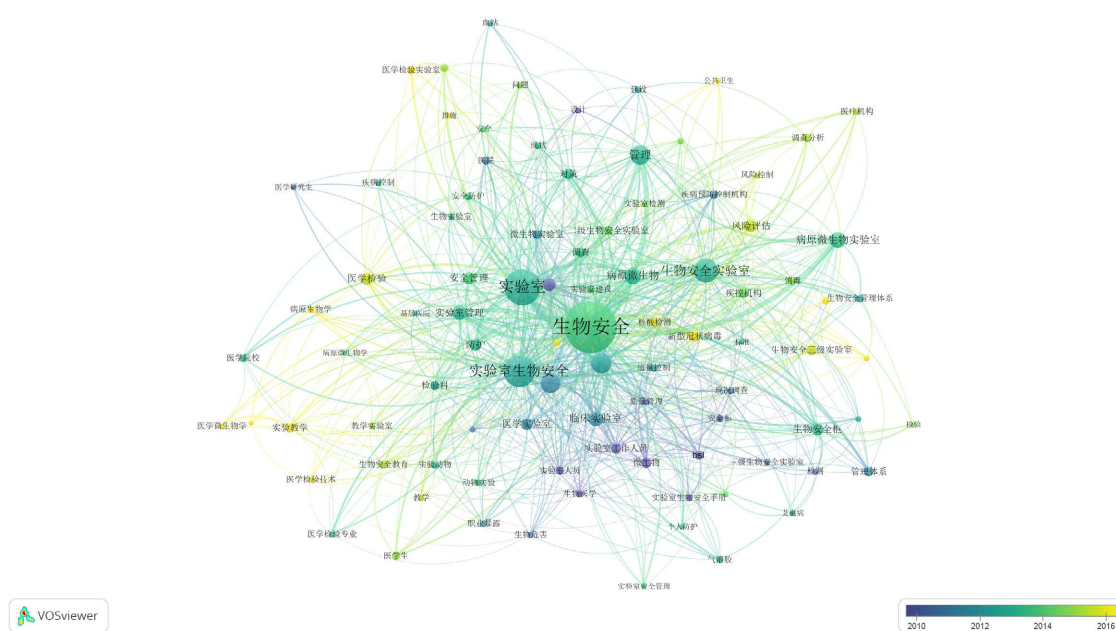 血站
医学检验实验室
公共卫生
问题
建设
设计
医疗机构
措施
安全
调查分析
现状
管理
医院
对策
风险控制
疾病控制
医学研究生
疾病预防控制机构
安全防护
实验室检测
生物实验室
风险评估
微生物实验室
二级生物安全实验室
病原微生物实验室
调查
生物安全实验室
病原微生物
医学检验
安全管理
消毒
实验室
实验室建设
疾控机构
生物安全管理体系
病原生物学
基层医院
实验室管理
核酸检测
生物安全
新型冠状病毒
标准
防护
生物安全三级实验室
病原微生物学
医学院校
质量控制
实验室生物安全
检验科
现况调查
质量管理
临床实验室
安全柜
医学微生物学
实验教学
教学实验室
医学实验室
生物安全柜
检验
实验室工作人员
bsl
生物安全教育
实验动物
微生物
二级生物安全实验室
实验室人员
检测
管理体系
医学检验技术
动物实验
生物医学
教学
实验室生物安全手册
艾滋病
职业暴露
个人防护
医学检验专业
生物危害
医学生
气溶胶
实验室安全管理
VOSviewer
2010
2012
2014
2016